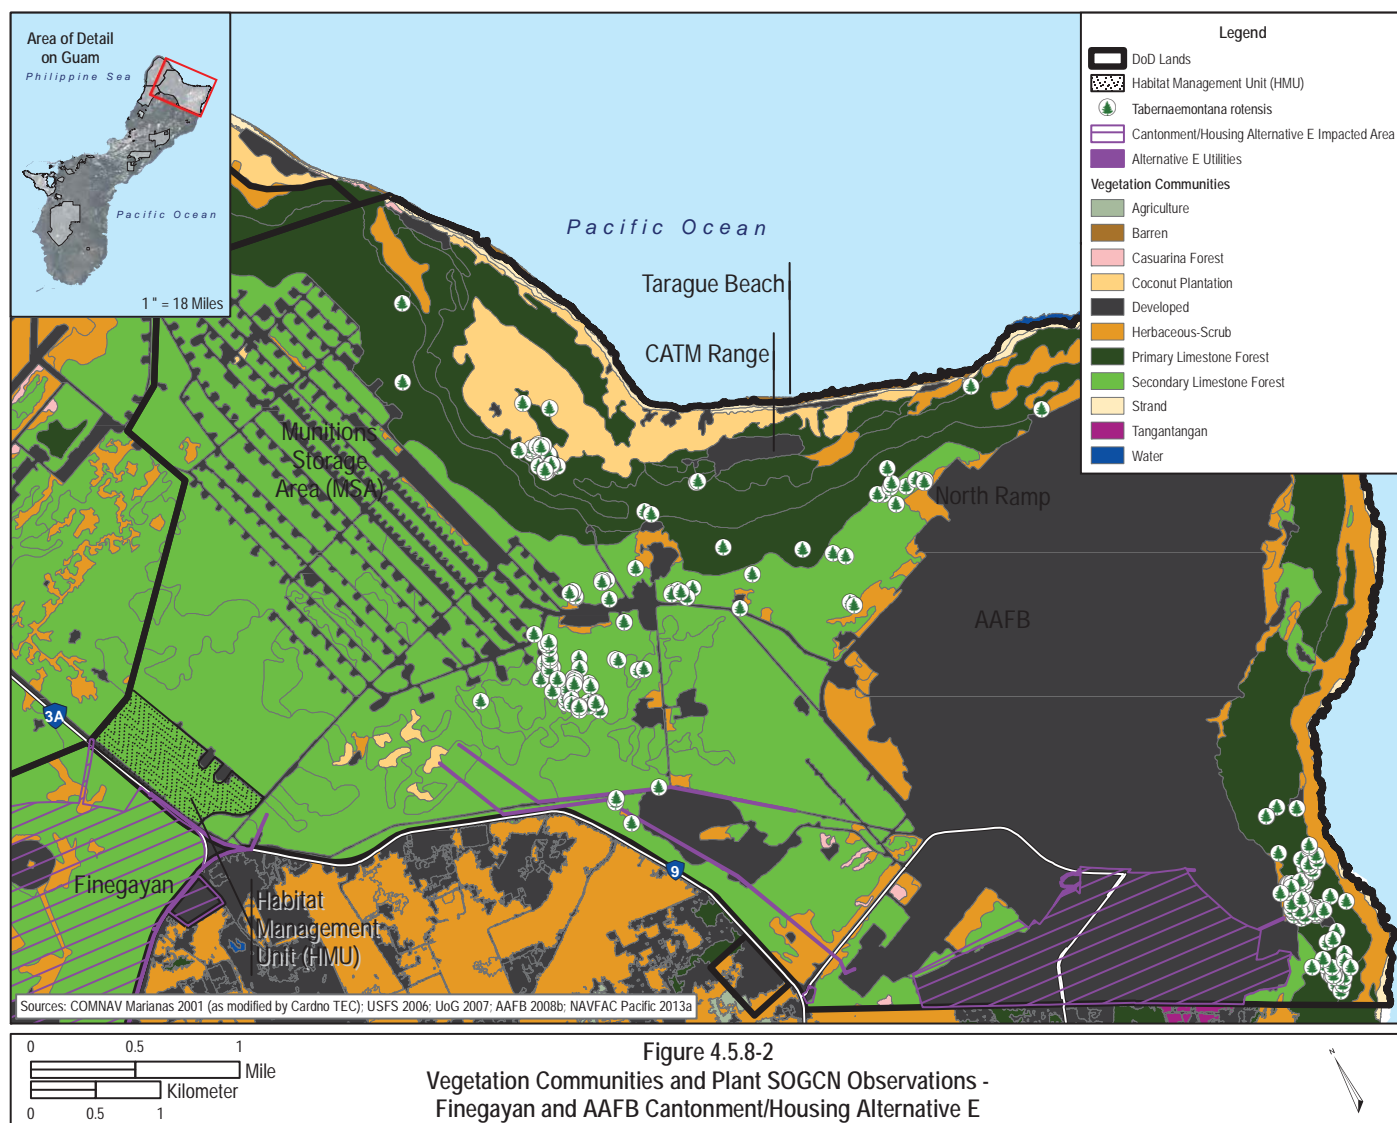 Area of Detail
on Guam
Philippine Sea
Pacific Ocean
1 " = 18 Miles
Legend
DoD Lands
Habitat Management Unit (HMU)
Tabernaemontana rotensis
Cantonment/Housing Alternative E Impacted Area
Alternative E Utilities
Vegetation Communities
Agriculture
Barren
Casuarina Forest
Coconut Plantation
Developed
Herbaceous-Scrub
Primary Limestone Forest
Secondary Limestone Forest
Strand
Tangantangan
Water
Pacific Ocean
Tarague Beach
CATM Range
Munitions
Storage
Area (MSA)
North Ramp
AAFB
3A
9
Finegayan
Habitat
Management
Unit (HMU)
Sources: COMNAV Marianas 2001 (as modified by Cardno TEC); USFS 2006; UoG 2007; AAFB 2008b; NAVFAC Pacific 2013a
0 0.5 1
Mile
Kilometer
0 0.5 1
Figure 4.5.8-2
Vegetation Communities and Plant SOGCN Observations -
Finegayan and AAFB Cantonment/Housing Alternative E
N